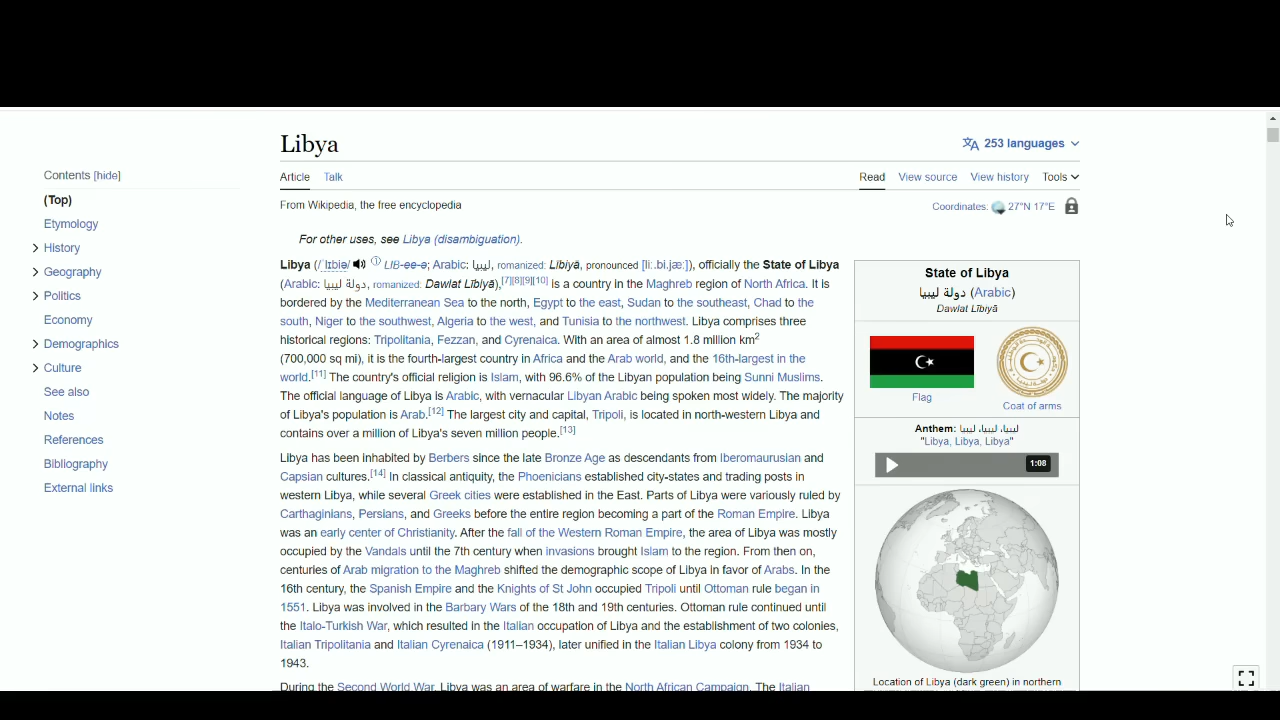 Libya
253 languages
Article Talk
Read View source View history Tools
Contents [hide]
(Top)
Etymology
History
Geography
Politics
Economy
Demographics
Culture
See also
Notes
References
Bibliography
External links
From Wikipedia, the free encyclopedia
Coordinates: 27°N 17°E
For other uses, see Libya (disambiguation).
Libya (/ˈlɪbiə/ ⓘ LIB-ee-ə; Arabic: ليبيا, romanized: Lībiyā, pronounced [liː.bi.jæː]), officially the State of Libya
(Arabic: دولة ليبيا, romanized: Dawlat Lībiyā),[7][8][9][10] is a country in the Maghreb region of North Africa. It is
bordered by the Mediterranean Sea to the north, Egypt to the east, Sudan to the southeast, Chad to the
south, Niger to the southwest, Algeria to the west, and Tunisia to the northwest. Libya comprises three
historical regions: Tripolitania, Fezzan, and Cyrenaica. With an area of almost 1.8 million km2
(700,000 sq mi), it is the fourth-largest country in Africa and the Arab world, and the 16th-largest in the
world.[11] The country's official religion is Islam, with 96.6% of the Libyan population being Sunni Muslims.
The official language of Libya is Arabic, with vernacular Libyan Arabic being spoken most widely. The majority
of Libya's population is Arab.[12] The largest city and capital, Tripoli, is located in north-western Libya and
contains over a million of Libya's seven million people.[13]
Libya has been inhabited by Berbers since the late Bronze Age as descendants from Iberomaurusian and
Capsian cultures.[14] In classical antiquity, the Phoenicians established city-states and trading posts in
western Libya, while several Greek cities were established in the East. Parts of Libya were variously ruled by
Carthaginians, Persians, and Greeks before the entire region becoming a part of the Roman Empire. Libya
was an early center of Christianity. After the fall of the Western Roman Empire, the area of Libya was mostly
occupied by the Vandals until the 7th century when invasions brought Islam to the region. From then on,
centuries of Arab migration to the Maghreb shifted the demographic scope of Libya in favor of Arabs. In the
16th century, the Spanish Empire and the Knights of St John occupied Tripoli until Ottoman rule began in
1551. Libya was involved in the Barbary Wars of the 18th and 19th centuries. Ottoman rule continued until
the Italo-Turkish War, which resulted in the Italian occupation of Libya and the establishment of two colonies,
Italian Tripolitania and Italian Cyrenaica (1911–1934), later unified in the Italian Libya colony from 1934 to
1943.
During the Second World War, Libya was an area of warfare in the North African Campaign. The Italian
State of Libya
دولة ليبيا (Arabic)
Dawlat Lībiyā
Flag
Coat of arms
Anthem: ليبيا، ليبيا، ليبيا
"Libya, Libya, Libya"
1:08
Location of Libya (dark green) in northern